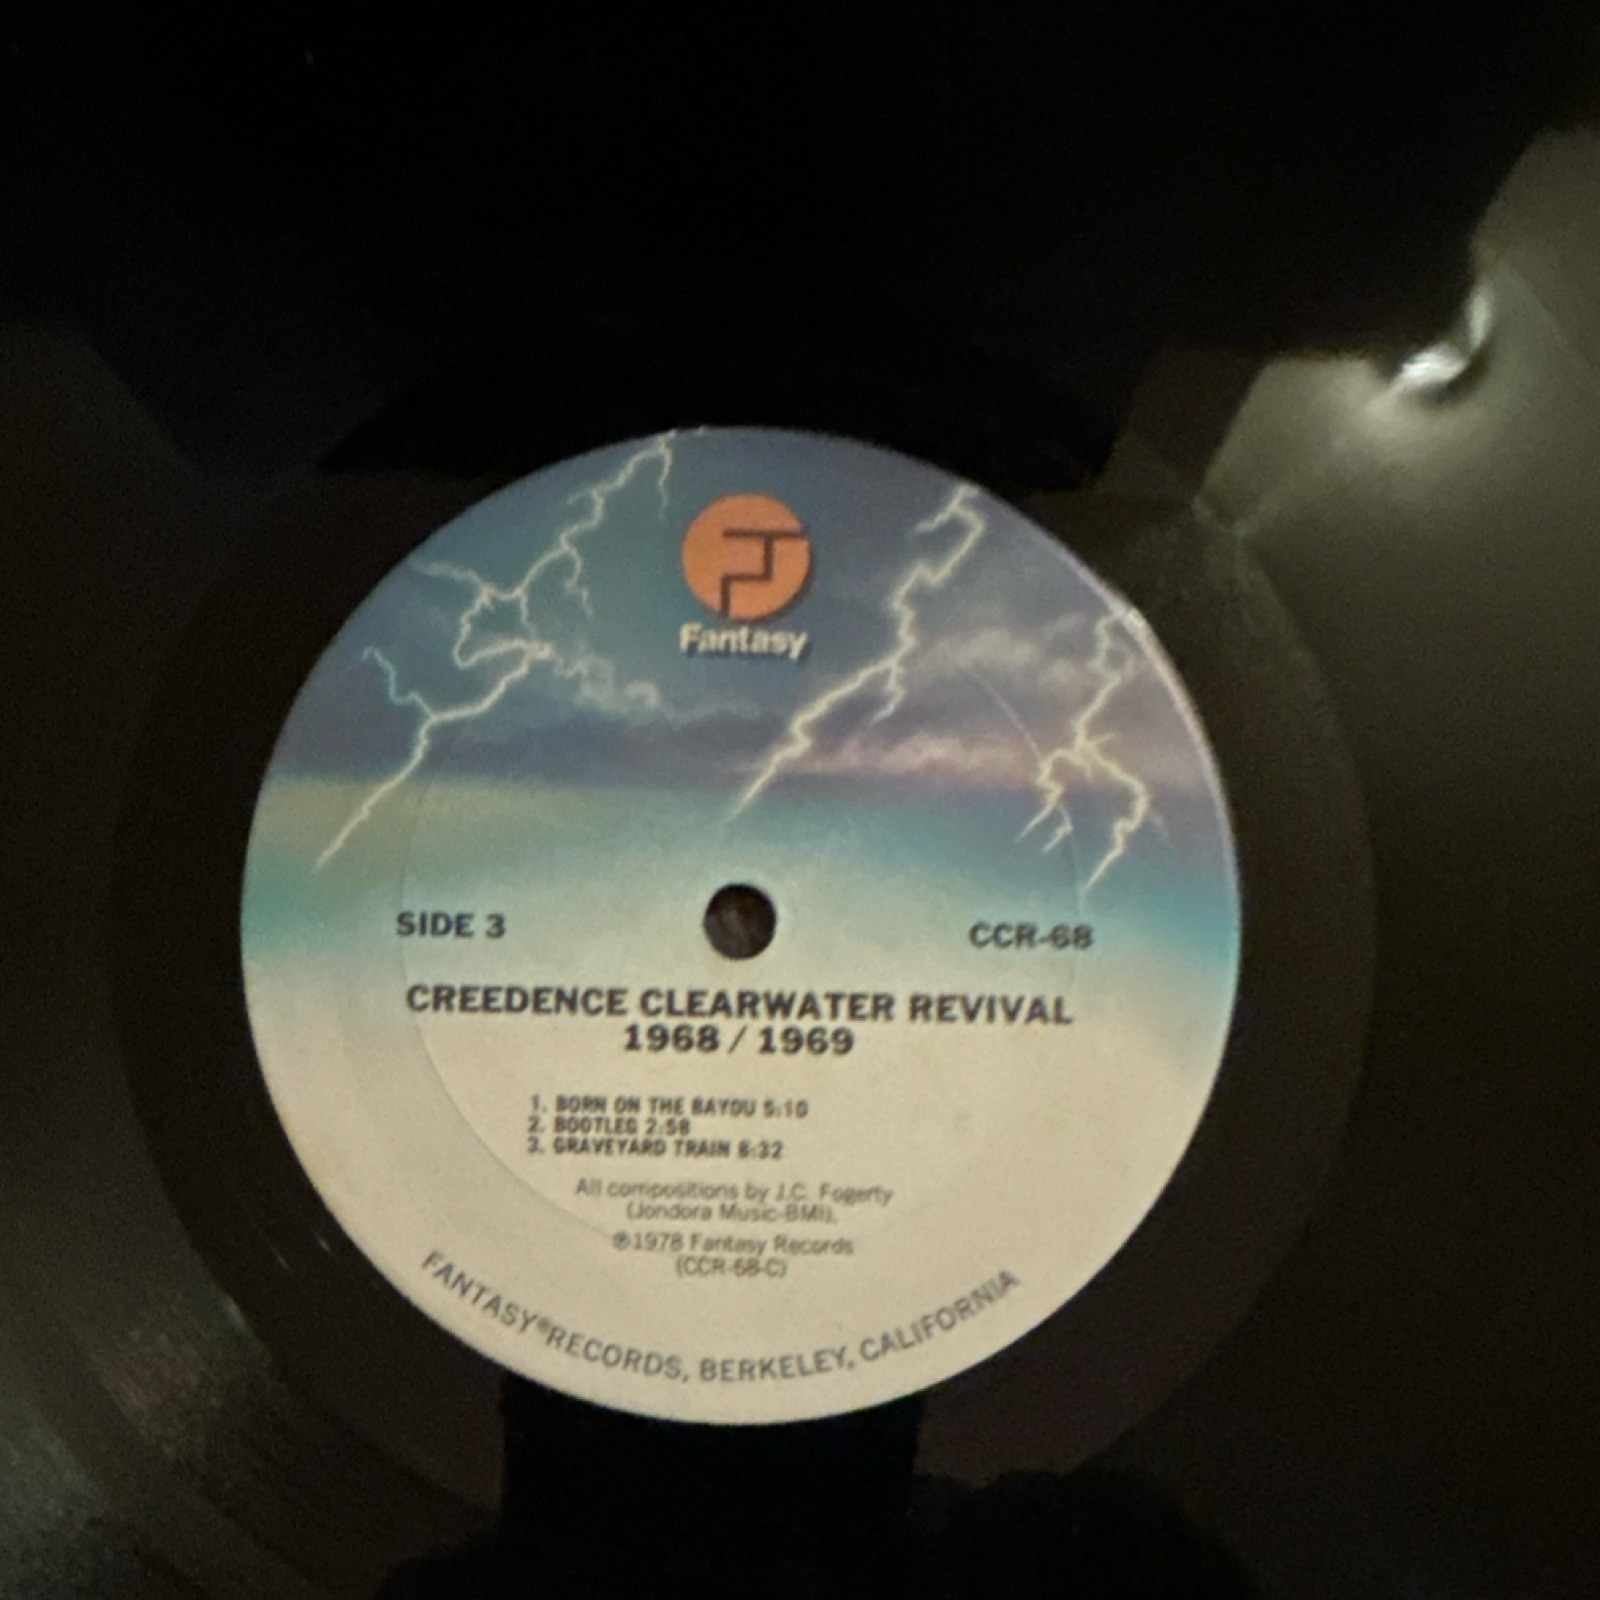 Fantasy
SIDE 3
CCR-68
CREEDENCE CLEARWATER REVIVAL
1968 / 1969
1. BORN ON THE BAYOU 5:10
2. BOOTLEG 2:58
3. GRAVEYARD TRAIN 8:32
All compositions by J.C. Fogerty
(Jondora Music-BMI).
℗1978 Fantasy Records
(CCR-68-C)
FANTASY®RECORDS, BERKELEY, CALIFORNIA